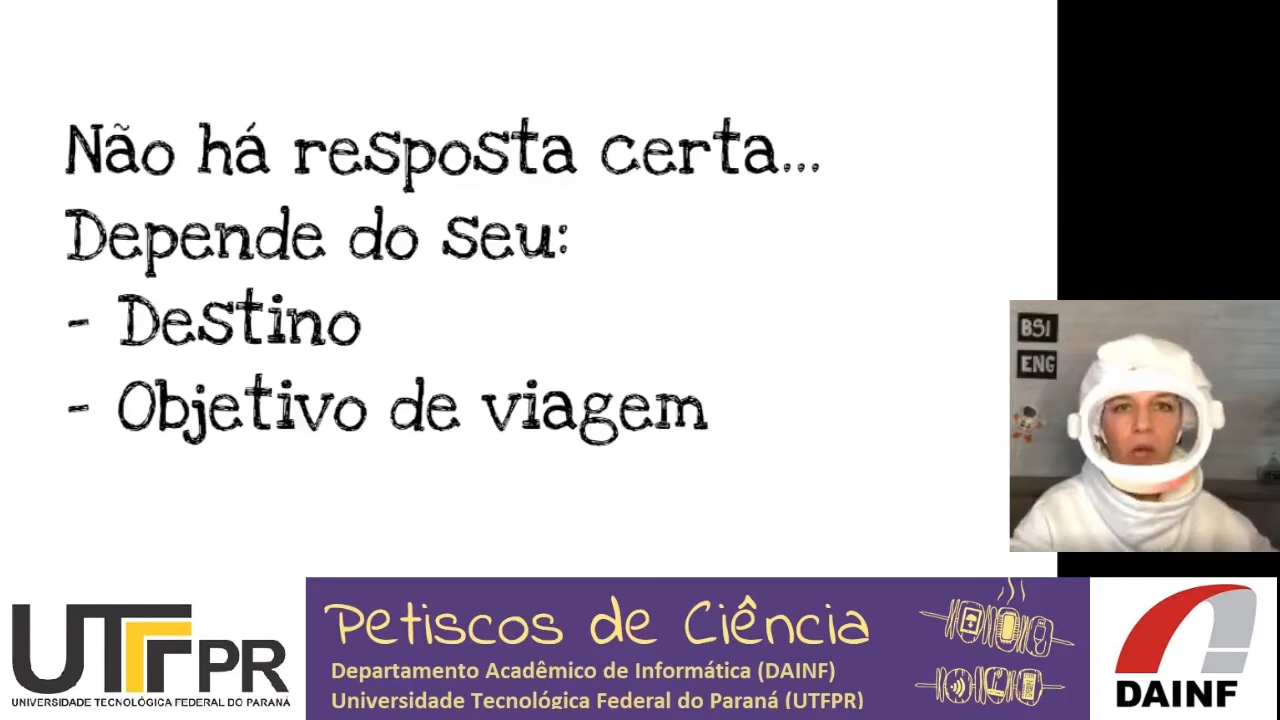 Não há resposta certa...
Depende do seu:
- Destino
- Objetivo de viagem
BSI
ENG
UTFPR
UNIVERSIDADE TECNOLÓGICA FEDERAL DO PARANÁ
Petiscos de Ciência
Departamento Acadêmico de Informática (DAINF)
Universidade Tecnológica Federal do Paraná (UTFPR)
DAINF